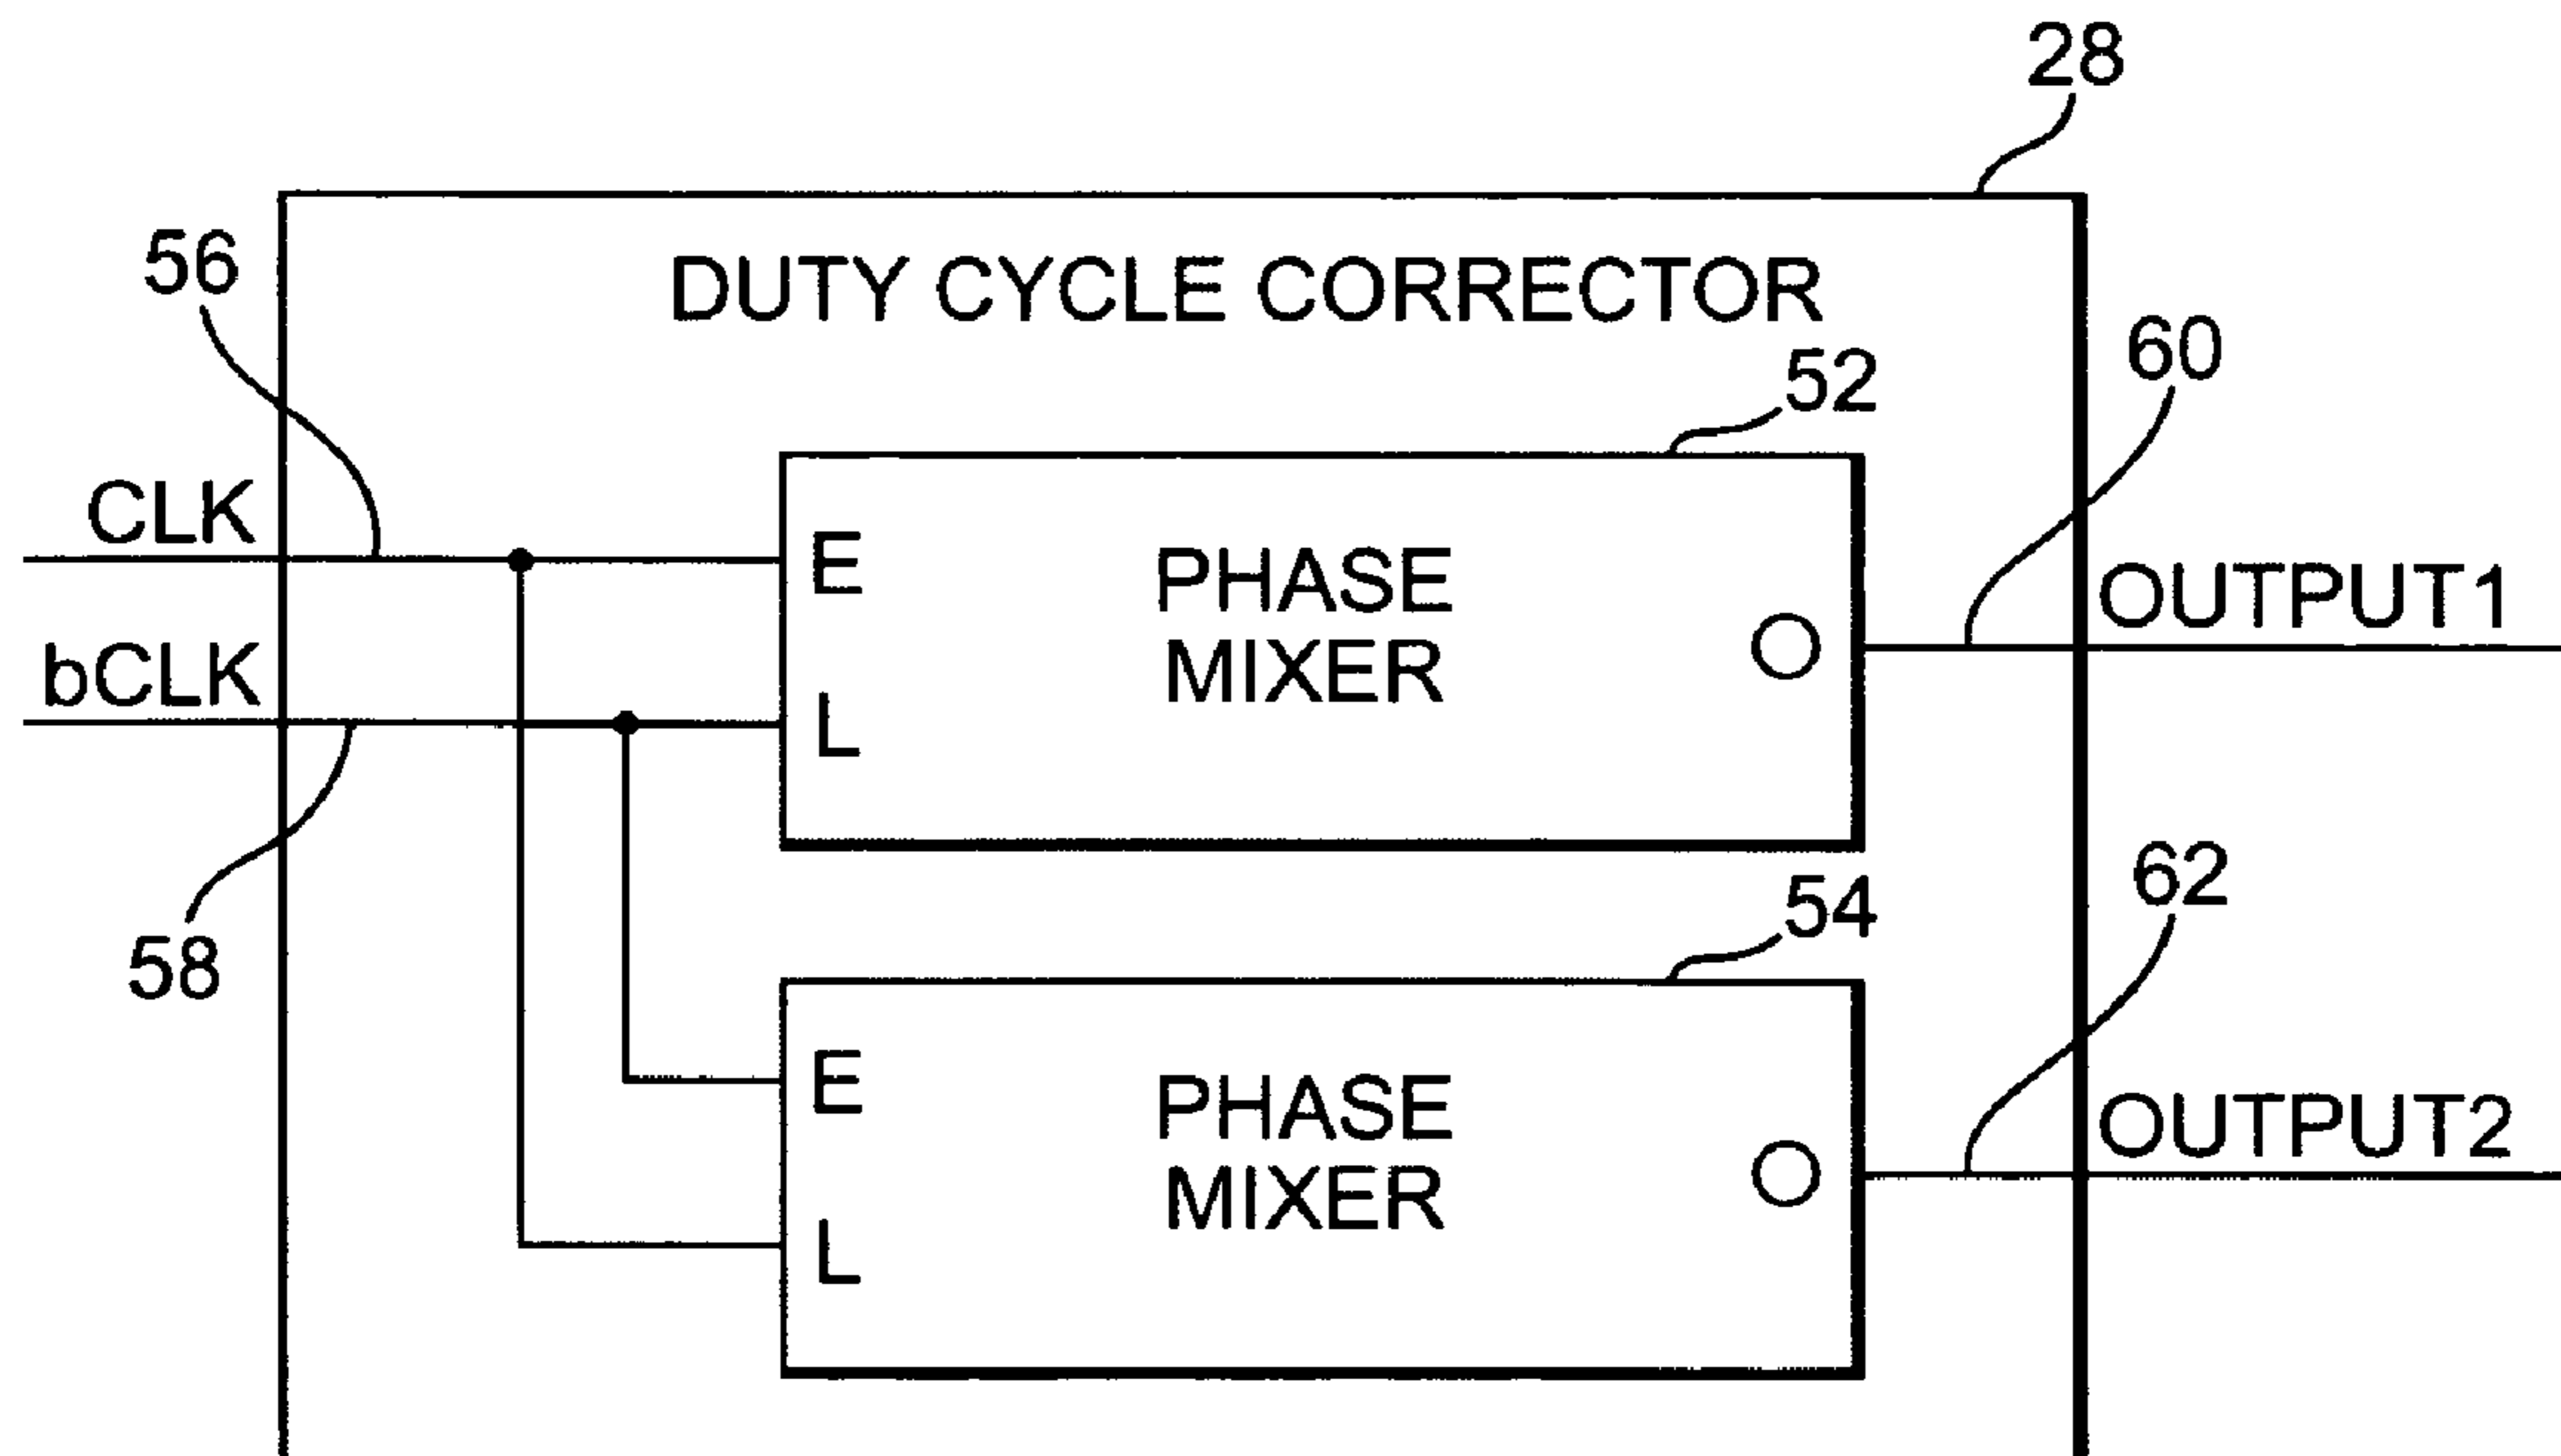 28
DUTY CYCLE CORRECTOR
56
60
52
CLK
E
PHASE
MIXER
O
OUTPUT1
bCLK
L
58
62
54
E
PHASE
MIXER
O
OUTPUT2
L